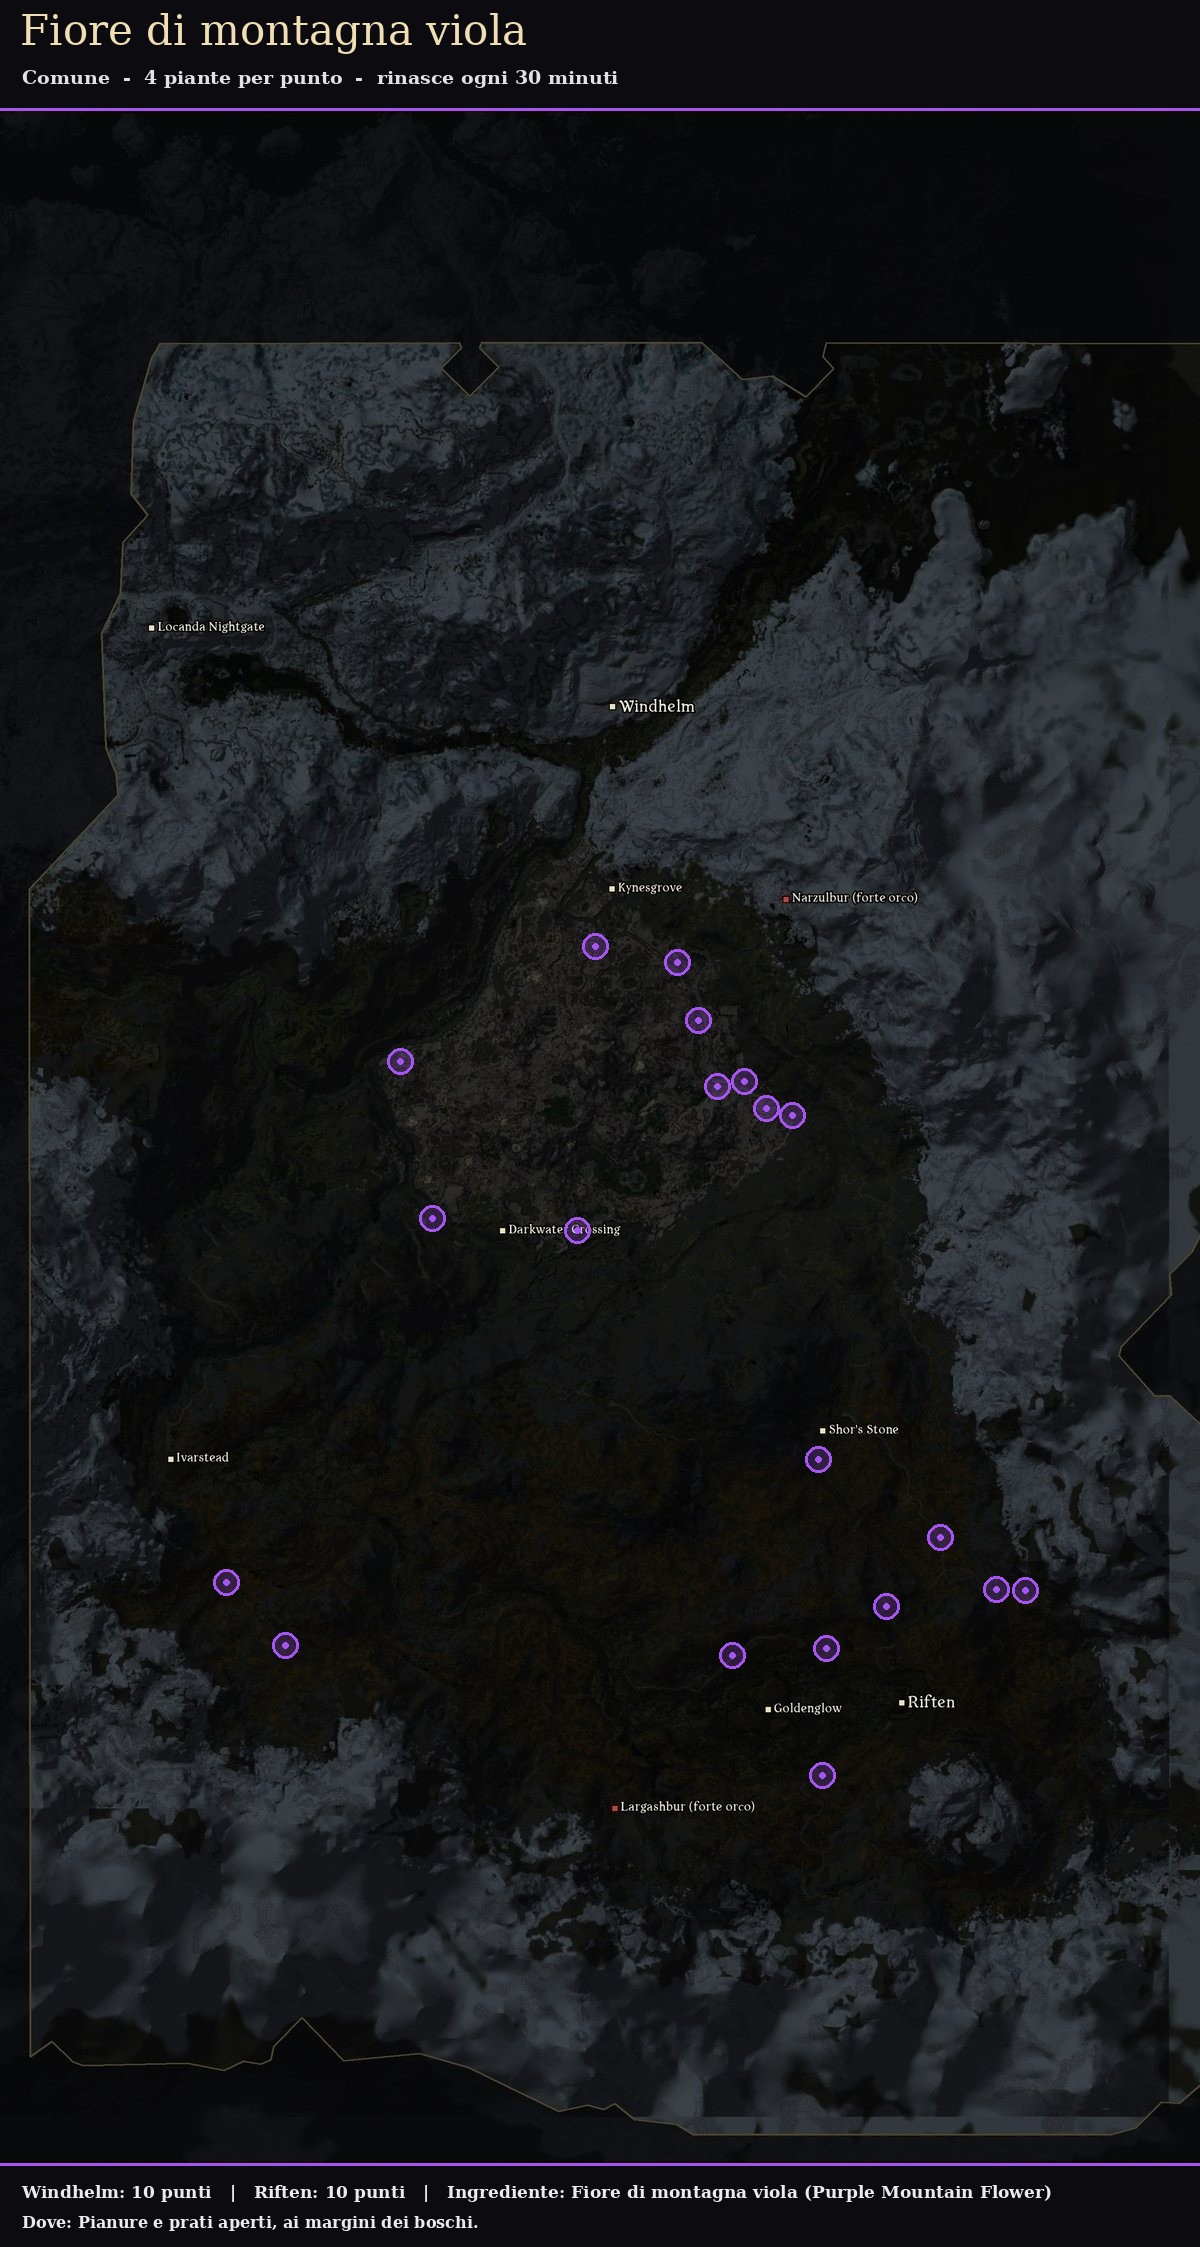 Fiore di montagna viola
Comune - 4 piante per punto - rinasce ogni 30 minuti
Locanda Nightgate
Windhelm
Kynesgrove
Narzulbur (forte orco)
Darkwater Crossing
Shor's Stone
Ivarstead
Riften
Goldenglow
Largashbur (forte orco)
Windhelm: 10 punti | Riften: 10 punti | Ingrediente: Fiore di montagna viola (Purple Mountain Flower)
Dove: Pianure e prati aperti, ai margini dei boschi.